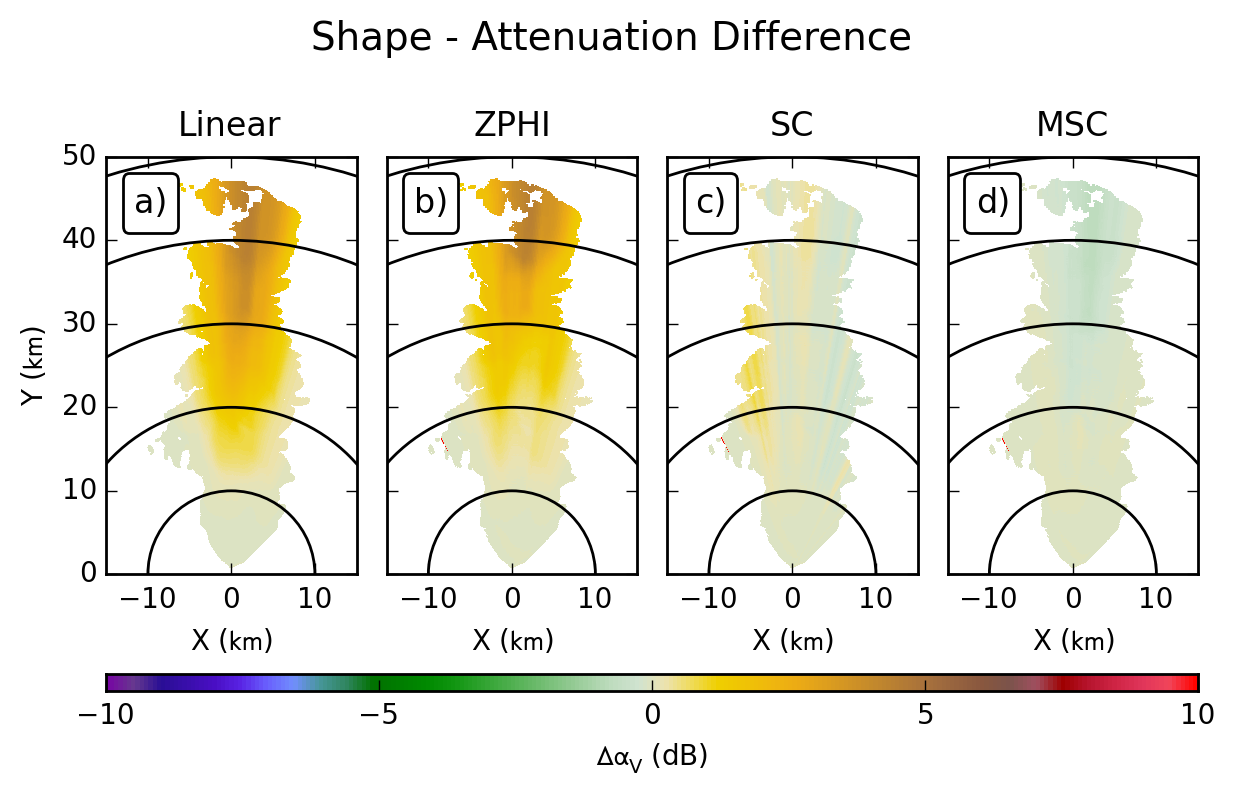 Shape - Attenuation Difference
Linear ZPHI SC MSC
a) b) c) d)
50
40
30
20
10
0
Y (km)
−10 0 10 −10 0 10 −10 0 10 −10 0 10
X (km) X (km) X (km) X (km)
−10 −5 0 5 10
Δα_V (dB)